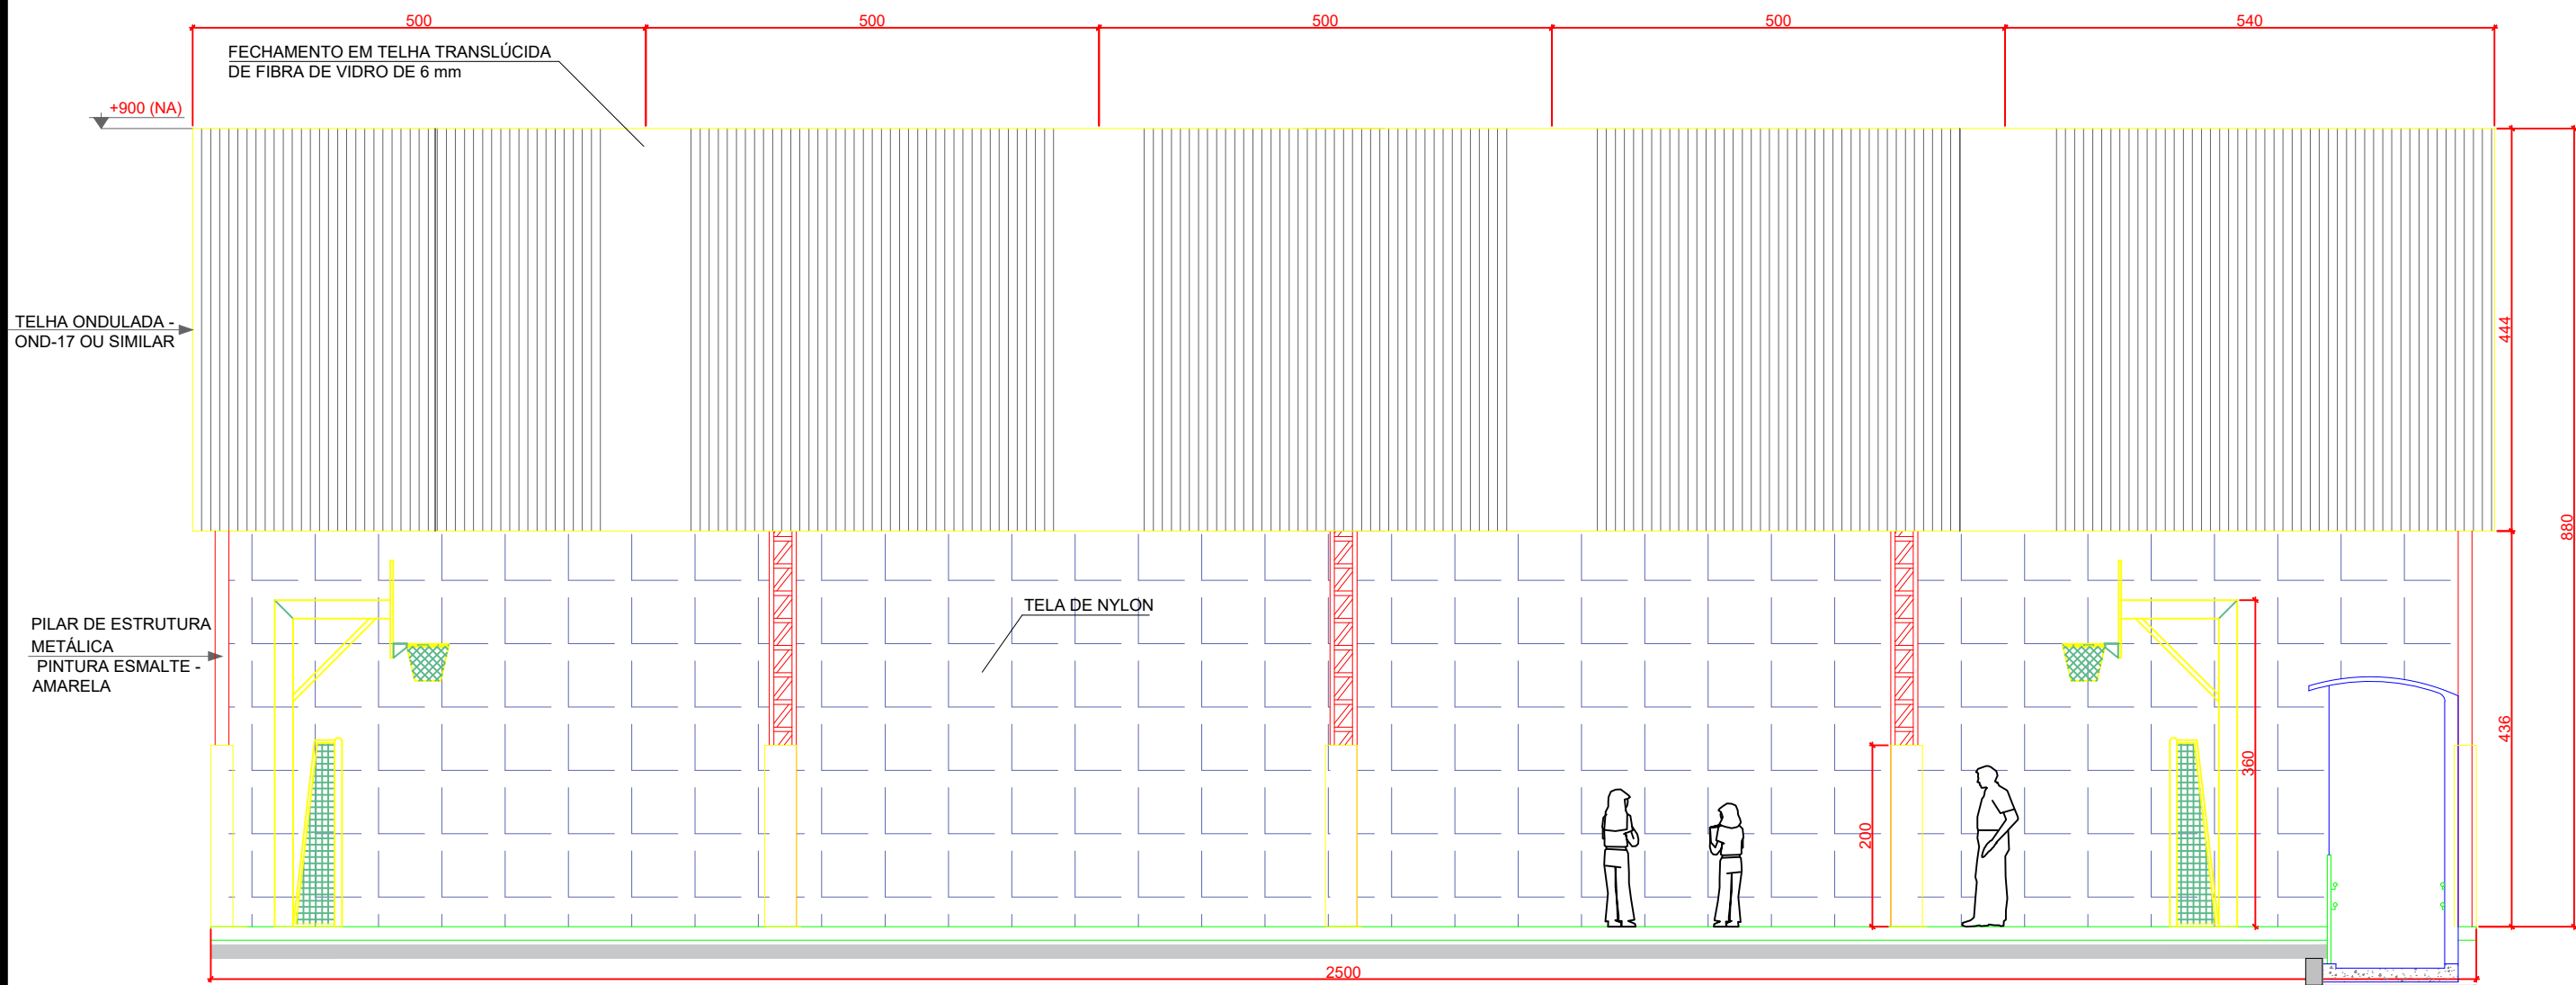 500
500
500
500
540
FECHAMENTO EM TELHA TRANSLÚCIDA
DE FIBRA DE VIDRO DE 6 mm
+900 (NA)
TELHA ONDULADA -
OND-17 OU SIMILAR
444
880
TELA DE NYLON
PILAR DE ESTRUTURA
METÁLICA
PINTURA ESMALTE -
AMARELA
436
360
200
2500